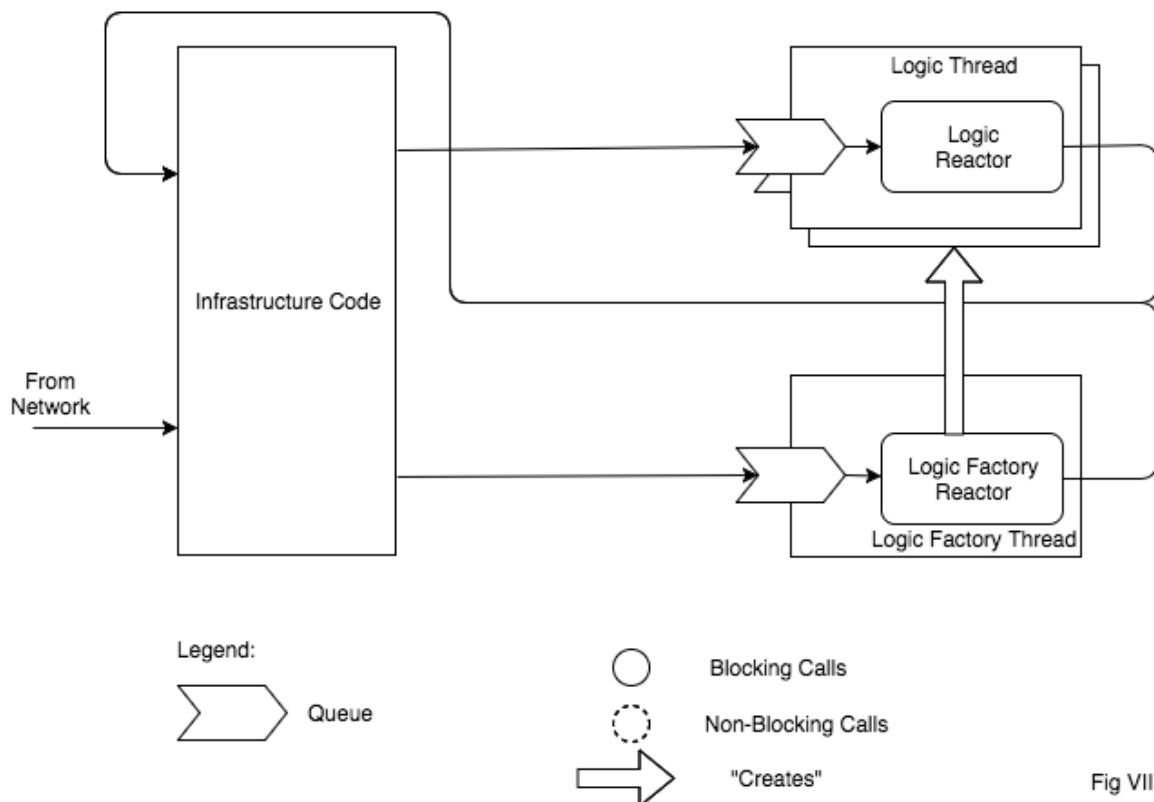 Logic Thread
Logic
Reactor
Infrastructure Code
From
Network
Logic Factory
Reactor
Logic Factory Thread
Legend:
Queue
Blocking Calls
Non-Blocking Calls
"Creates"
Fig VII